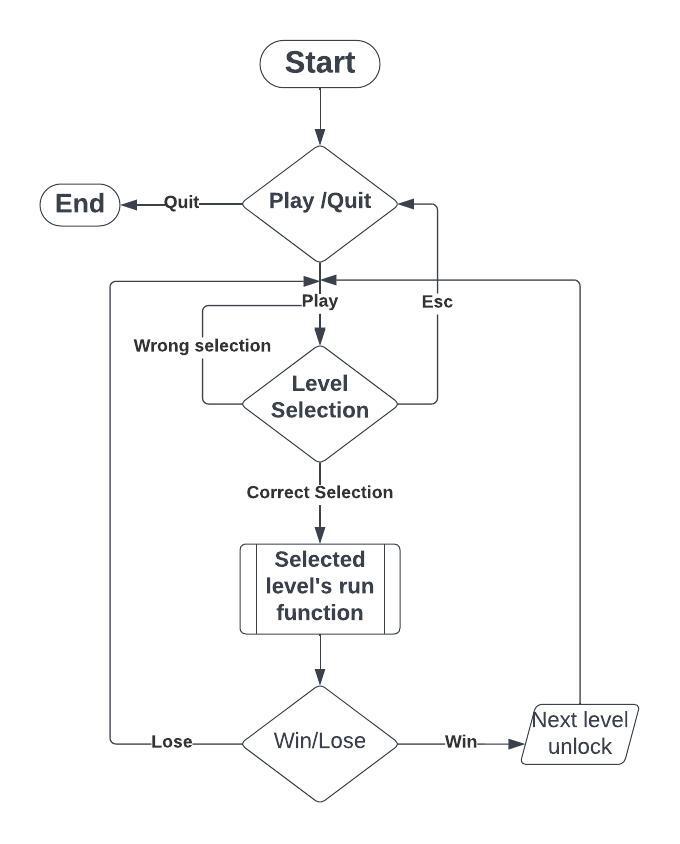 Start
Play /Quit
Quit
End
Play
Esc
Wrong selection
Level
Selection
Correct Selection
Selected
level's run
function
Win/Lose
Lose
Win
Next level
unlock